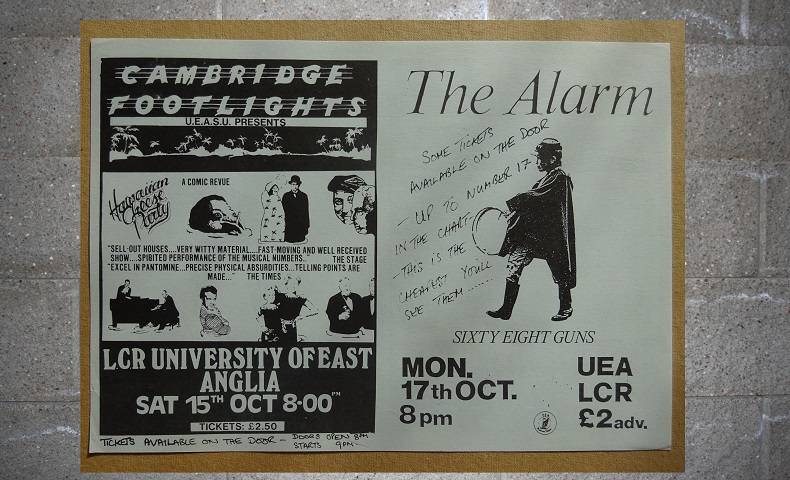 CAMBRIDGE
FOOTLIGHTS
U.E.A.S.U. PRESENTS
Hawaiian
Cheese
Party
A COMIC REVUE
"SELL-OUT HOUSES...VERY WITTY MATERIAL...FAST-MOVING AND WELL RECEIVED
SHOW....SPIBITED PERFORMANCE OF THE MUSICAL NUMBERS.." THE STAGE
"EXCEL IN PANTOMINE...PRECISE PHYSICAL ABSURDITIES...TELLING POINTS ARE
MADE..." THE TIMES
LCR UNIVERSITY OF EAST
ANGLIA
SAT 15TH OCT 8-00PM
TICKETS: £2.50
TICKETS AVAILABLE ON THE DOOR - DOORS OPEN 8PM
STARTS 9PM-
The Alarm
SOME TICKETS
AVAILABLE ON THE DOOR
- UP TO NUMBER 17
IN THE CHART-
-THIS IS THE
CHEAPEST YOU'LL
SEE THEM .......
SIXTY EIGHT GUNS
MON.
17th OCT.
8pm
UEA
LCR
£2 adv.